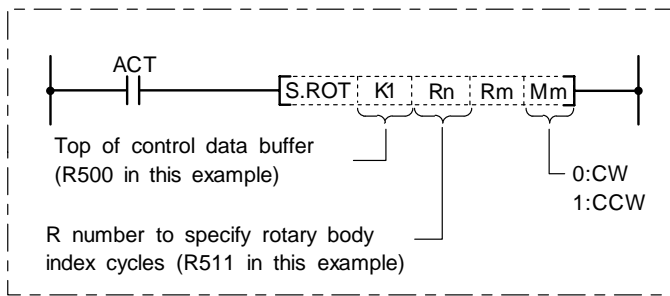 ACT
S.ROT K1 Rn Rm Mm
Top of control data buffer
(R500 in this example)
0:CW
1:CCW
R number to specify rotary body
index cycles (R511 in this example)